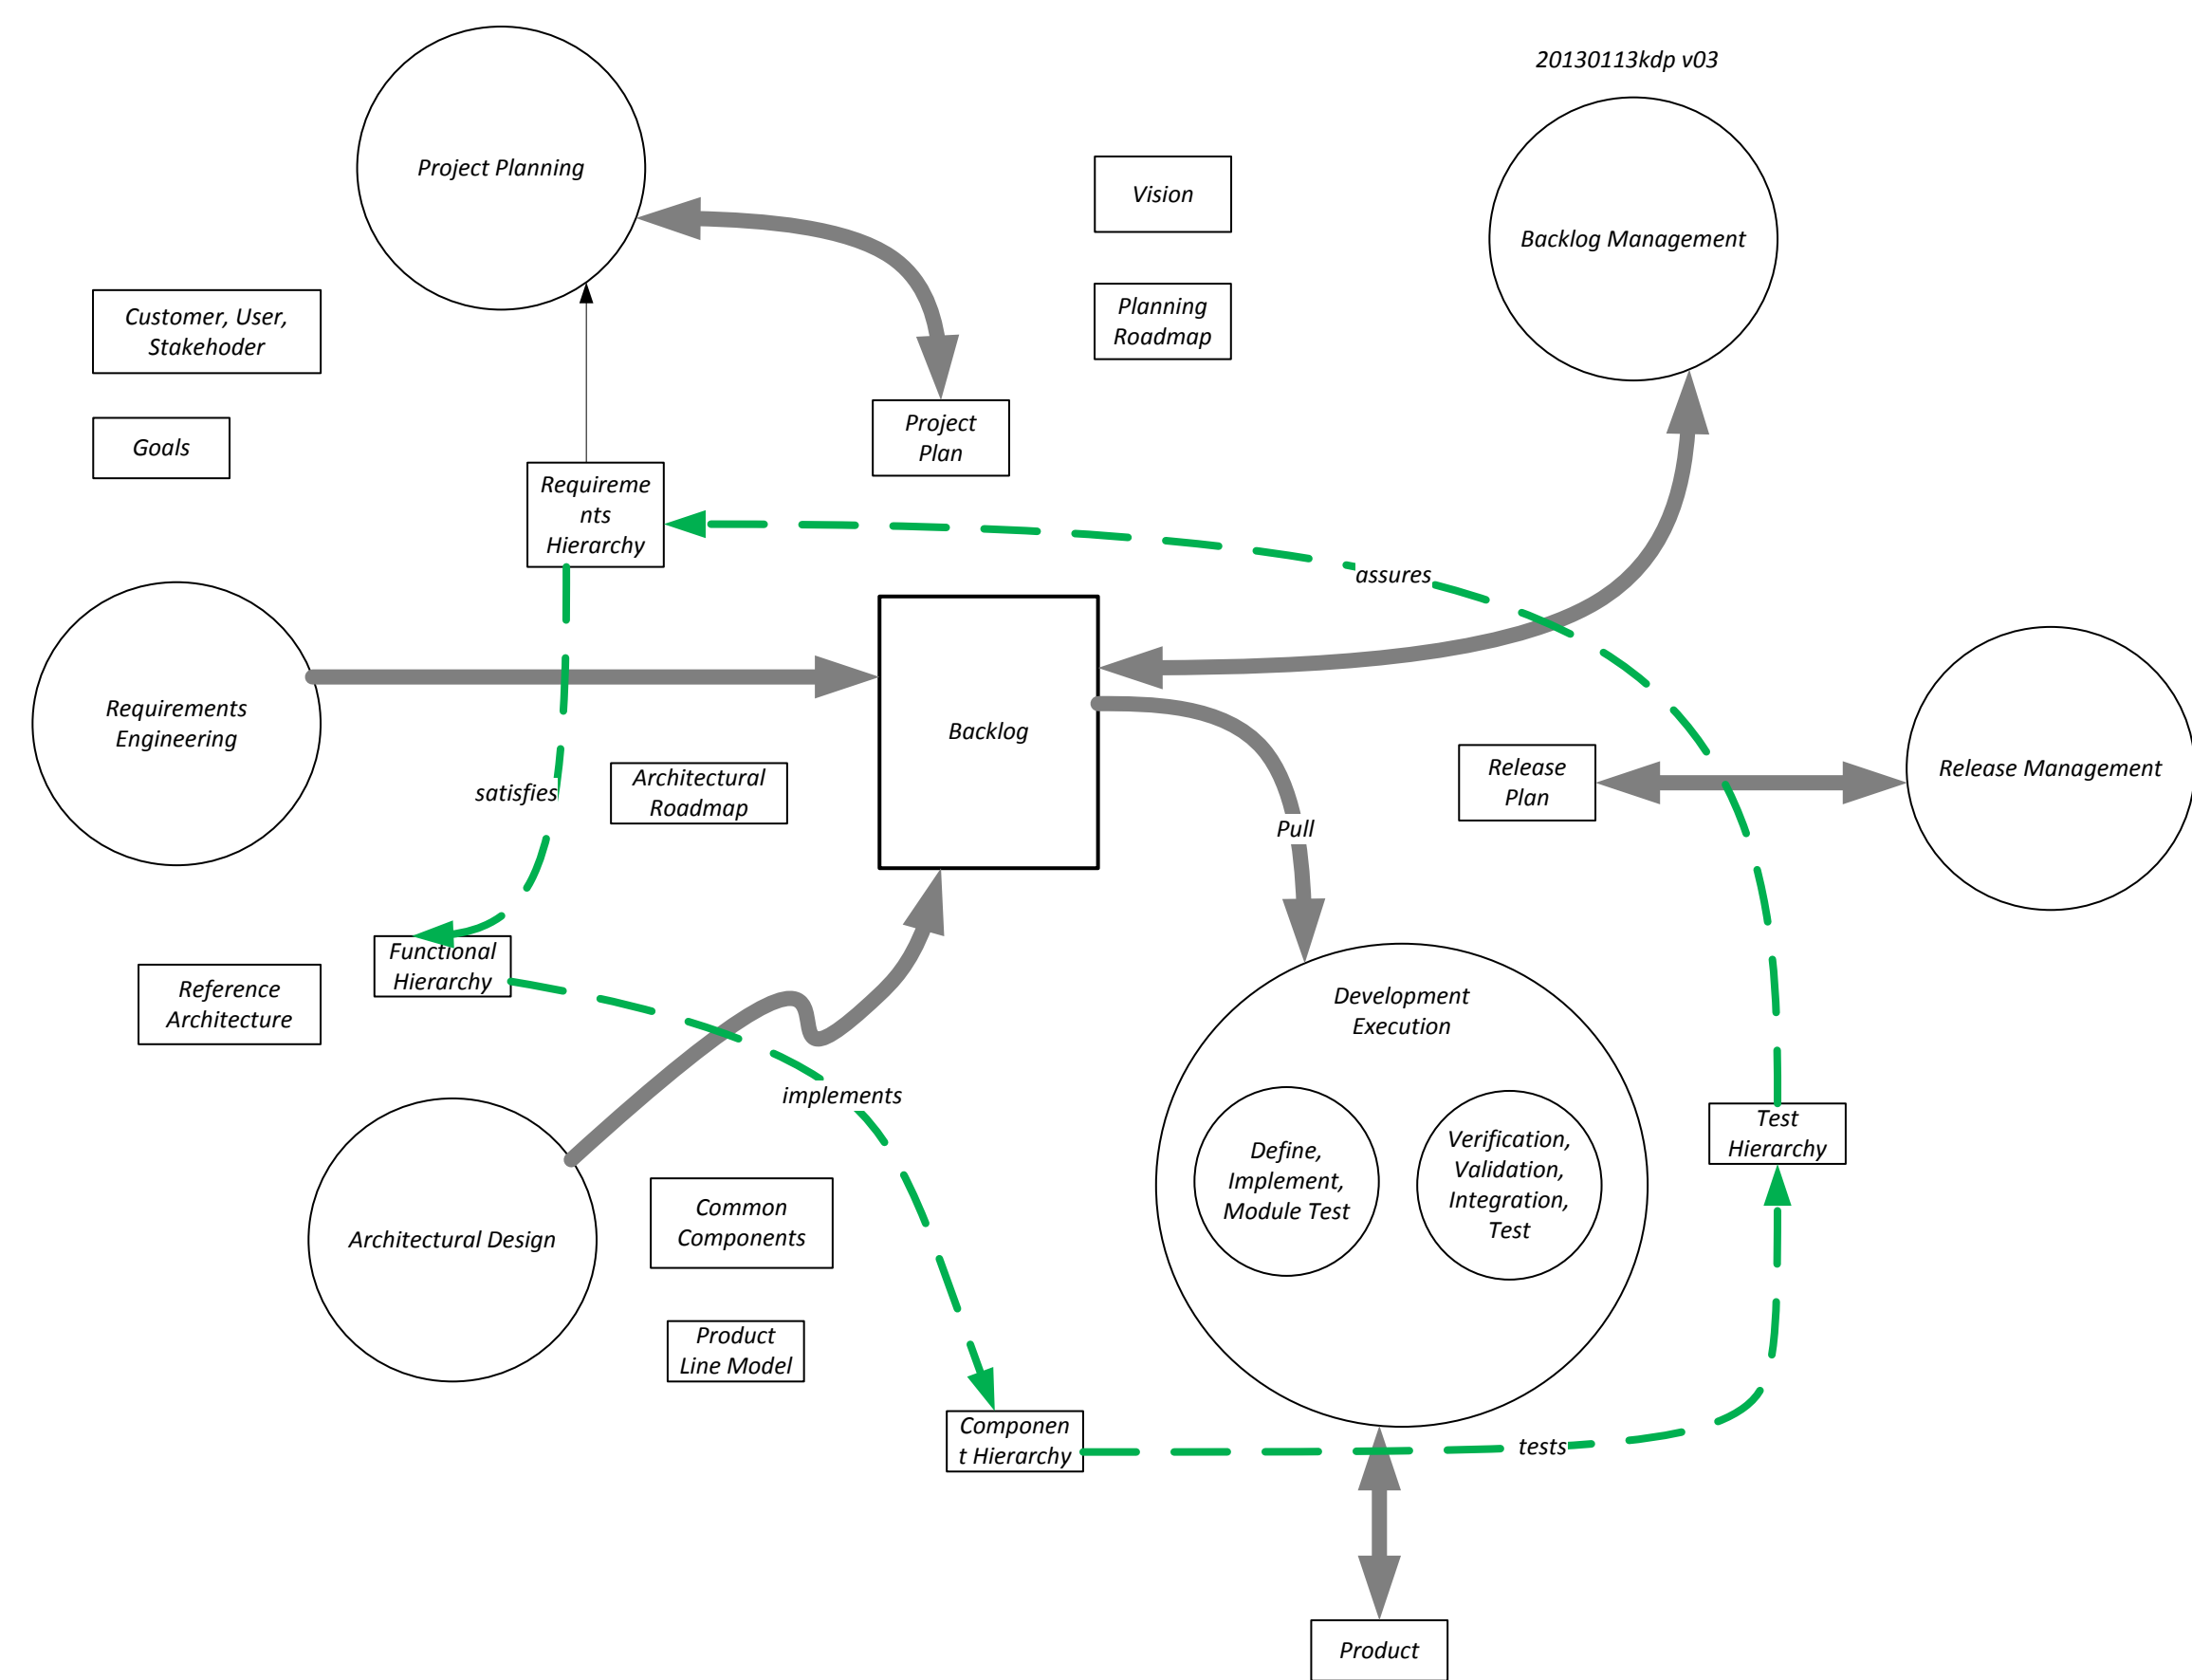 20130113kdp v03
Project Planning
Vision
Backlog Management
Customer, User,
Stakehoder
Planning
Roadmap
Goals
Project
Plan
Requireme
nts
Hierarchy
assures
Requirements
Engineering
Backlog
satisfies
Architectural
Roadmap
Release
Plan
Release Management
Pull
Functional
Hierarchy
Reference
Architecture
Development
Execution
implements
Define,
Implement,
Module Test
Verification,
Validation,
Integration,
Test
Test
Hierarchy
Architectural Design
Common
Components
Product
Line Model
Componen
t Hierarchy
tests
Product